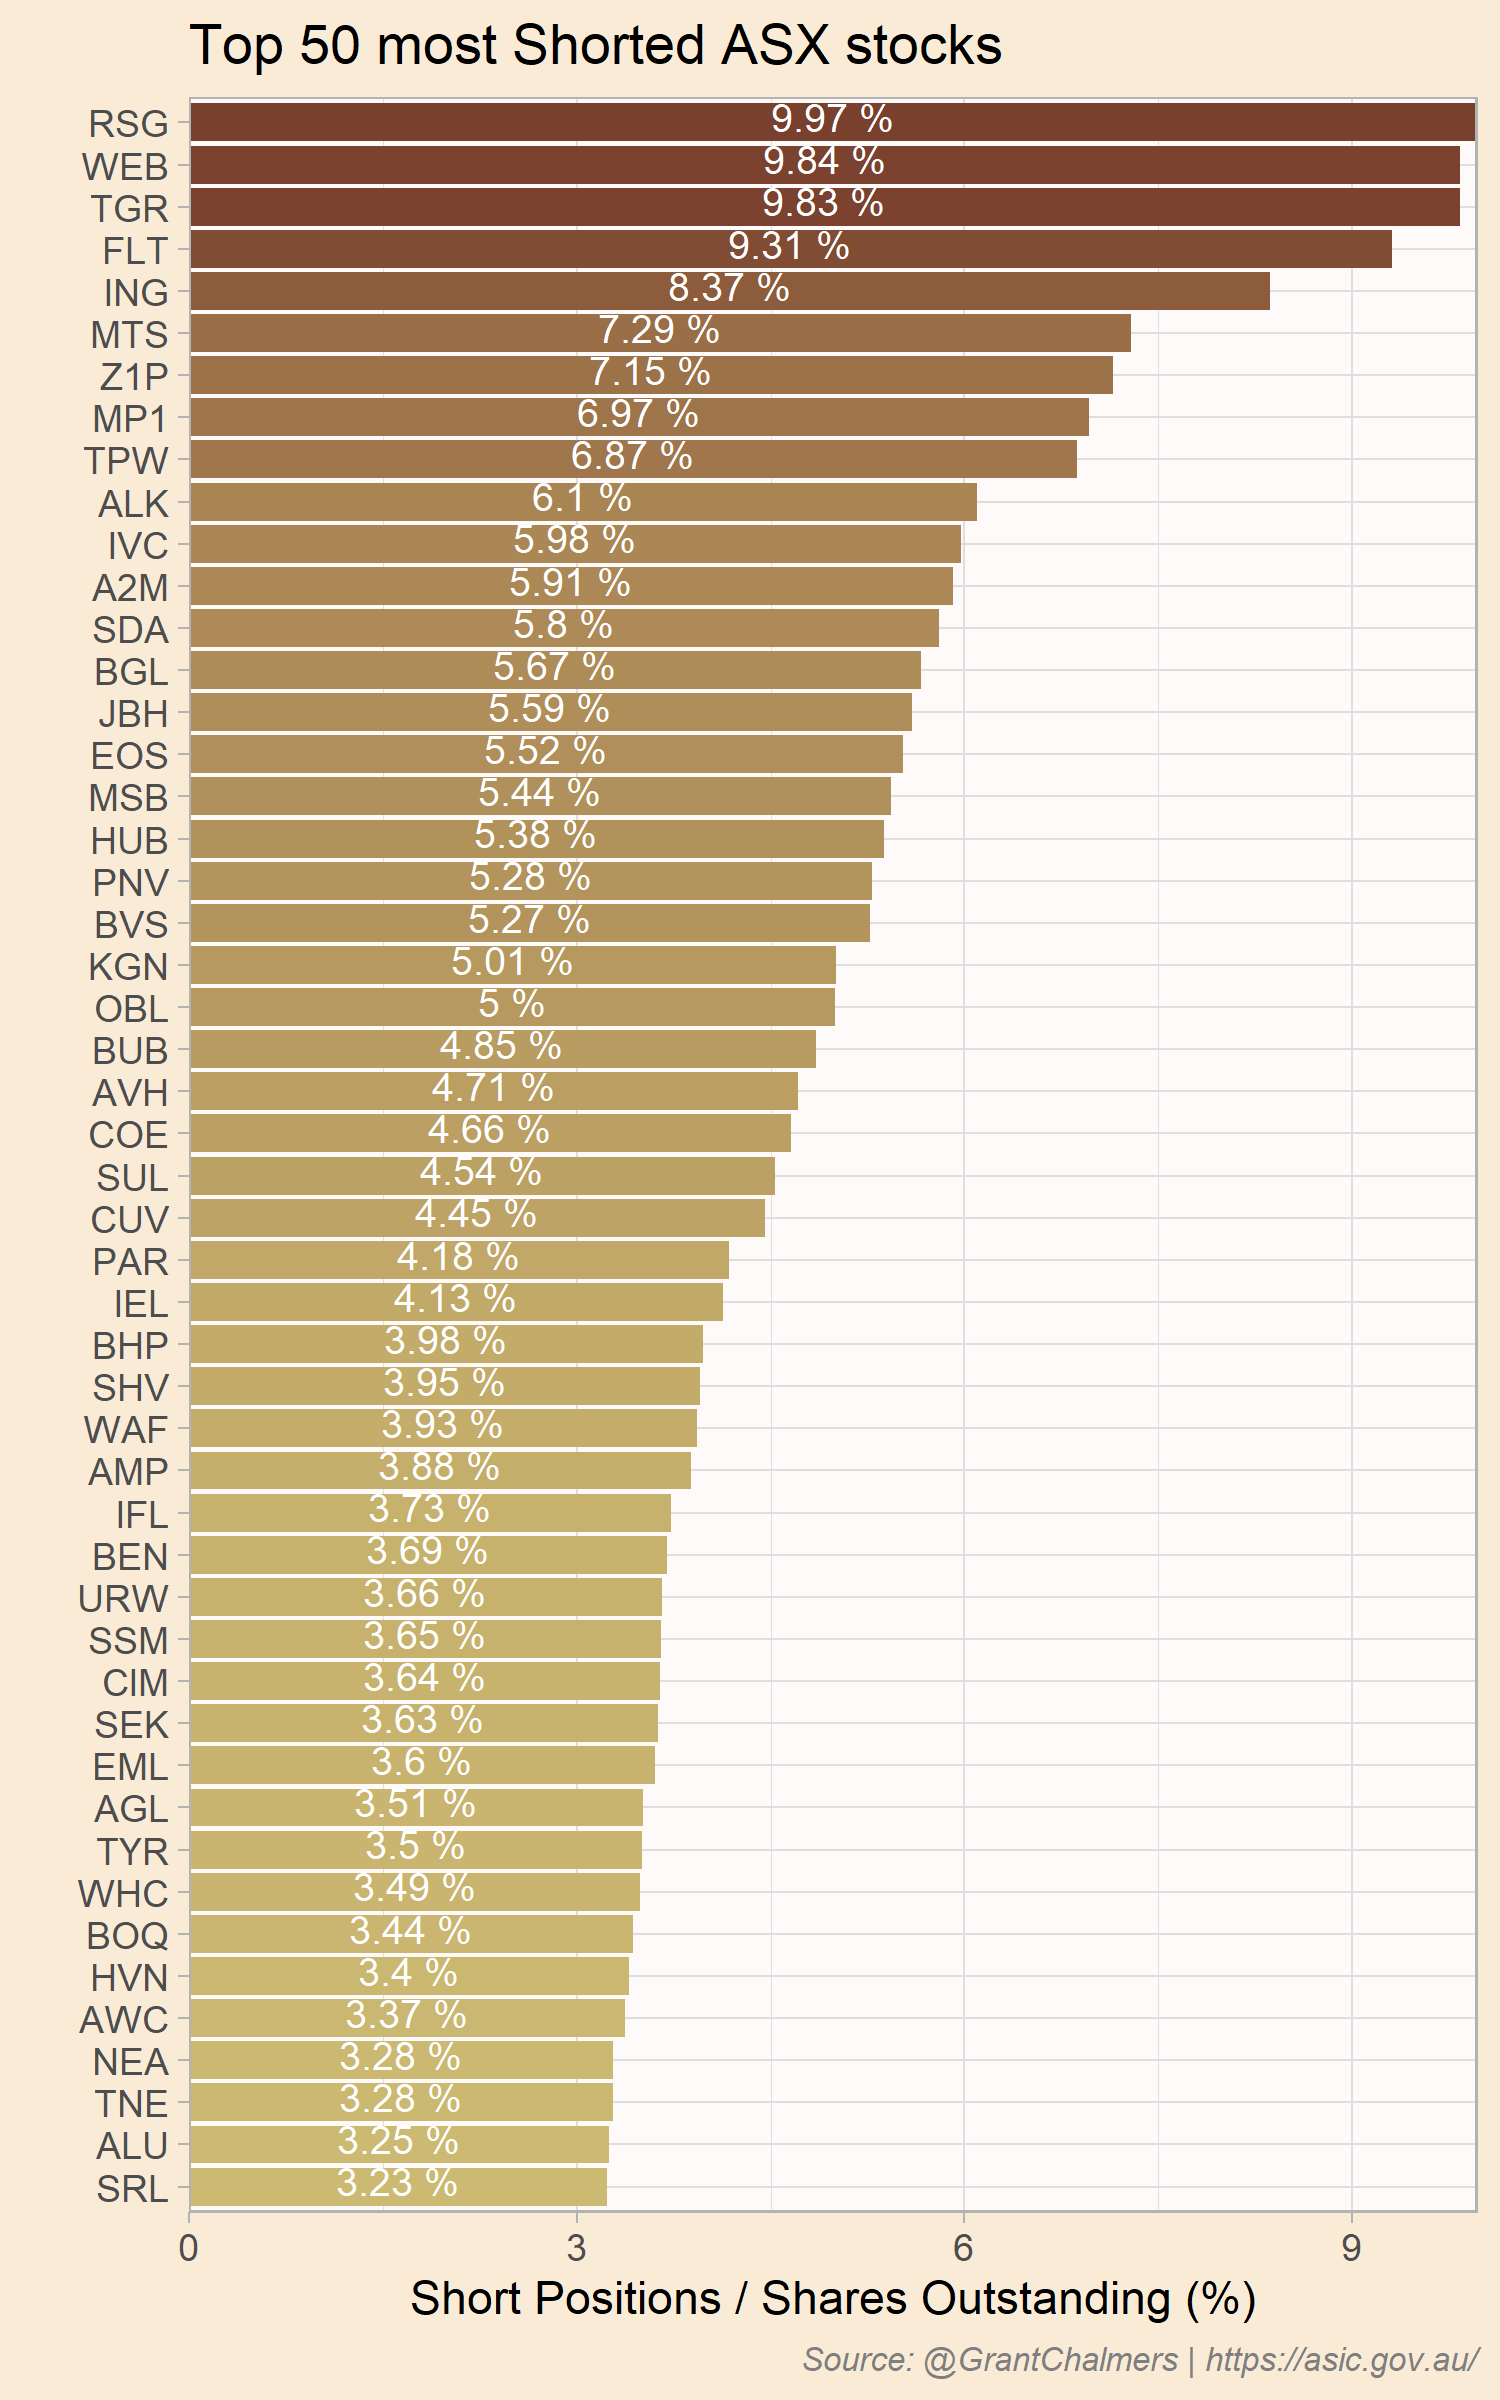 Top 50 most Shorted ASX stocks
RSG 9.97 %
WEB 9.84 %
TGR 9.83 %
FLT 9.31 %
ING 8.37 %
MTS 7.29 %
Z1P 7.15 %
MP1 6.97 %
TPW 6.87 %
ALK 6.1 %
IVC 5.98 %
A2M 5.91 %
SDA 5.8 %
BGL 5.67 %
JBH 5.59 %
EOS 5.52 %
MSB 5.44 %
HUB 5.38 %
PNV 5.28 %
BVS 5.27 %
KGN 5.01 %
OBL 5 %
BUB 4.85 %
AVH 4.71 %
COE 4.66 %
SUL 4.54 %
CUV 4.45 %
PAR 4.18 %
IEL 4.13 %
BHP 3.98 %
SHV 3.95 %
WAF 3.93 %
AMP 3.88 %
IFL 3.73 %
BEN 3.69 %
URW 3.66 %
SSM 3.65 %
CIM 3.64 %
SEK 3.63 %
EML 3.6 %
AGL 3.51 %
TYR 3.5 %
WHC 3.49 %
BOQ 3.44 %
HVN 3.4 %
AWC 3.37 %
NEA 3.28 %
TNE 3.28 %
ALU 3.25 %
SRL 3.23 %
0 3 6 9
Short Positions / Shares Outstanding (%)
Source: @GrantChalmers | https://asic.gov.au/